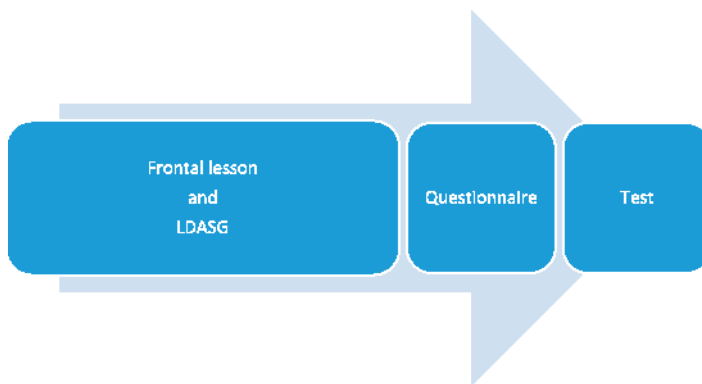 Frontal lesson
and
LDASG
Questionnaire
Test